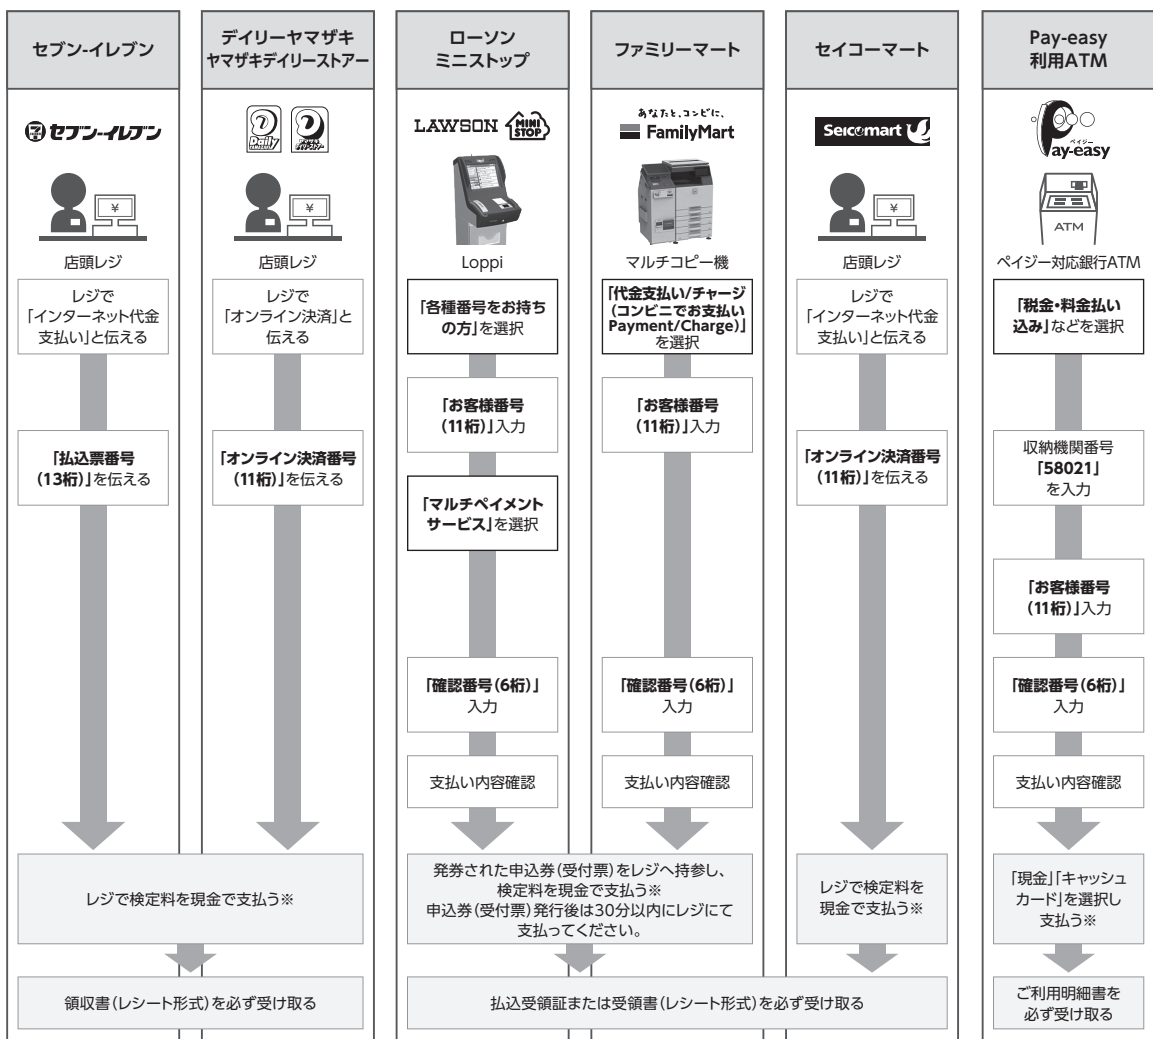 セブン-イレブン
セブン-イレブン
¥
店頭レジ
レジで
「インターネット代金
支払い」と伝える
「払込票番号
(13桁)」を伝える
デイリーヤマザキ
ヤマザキデイリーストアー
Daily
¥
店頭レジ
レジで
「オンライン決済」と
伝える
「オンライン決済番号
(11桁)」を伝える
レジで検定料を現金で支払う※
領収書(レシート形式)を必ず受け取る
ローソン
ミニストップ
LAWSON
MINI
STOP
Loppi
「各種番号をお持ち
の方」を選択
「お客様番号
(11桁)」入力
「マルチペイメント
サービス」を選択
「確認番号(6桁)」
入力
支払い内容確認
ファミリーマート
あなたと、コンビに、
FamilyMart
マルチコピー機
「代金支払い/チャージ
(コンビニでお支払い
Payment/Charge)」
を選択
「お客様番号
(11桁)」入力
「確認番号(6桁)」
入力
支払い内容確認
発券された申込券(受付票)をレジへ持参し、
検定料を現金で支払う※
申込券(受付票)発行後は30分以内にレジにて
支払ってください。
セイコーマート
Seicomart
¥
店頭レジ
レジで
「インターネット代金
支払い」と伝える
「オンライン決済番号
(11桁)」を伝える
レジで検定料を
現金で支払う※
払込受領証または受領書(レシート形式)を必ず受け取る
Pay-easy
利用ATM
ペイジー
Pay-easy
ATM
ペイジー対応銀行ATM
「税金・料金払い
込み」などを選択
収納機関番号
「58021」
を入力
「お客様番号
(11桁)」入力
「確認番号(6桁)」
入力
支払い内容確認
「現金」「キャッシュ
カード」を選択し
支払う※
ご利用明細書を
必ず受け取る